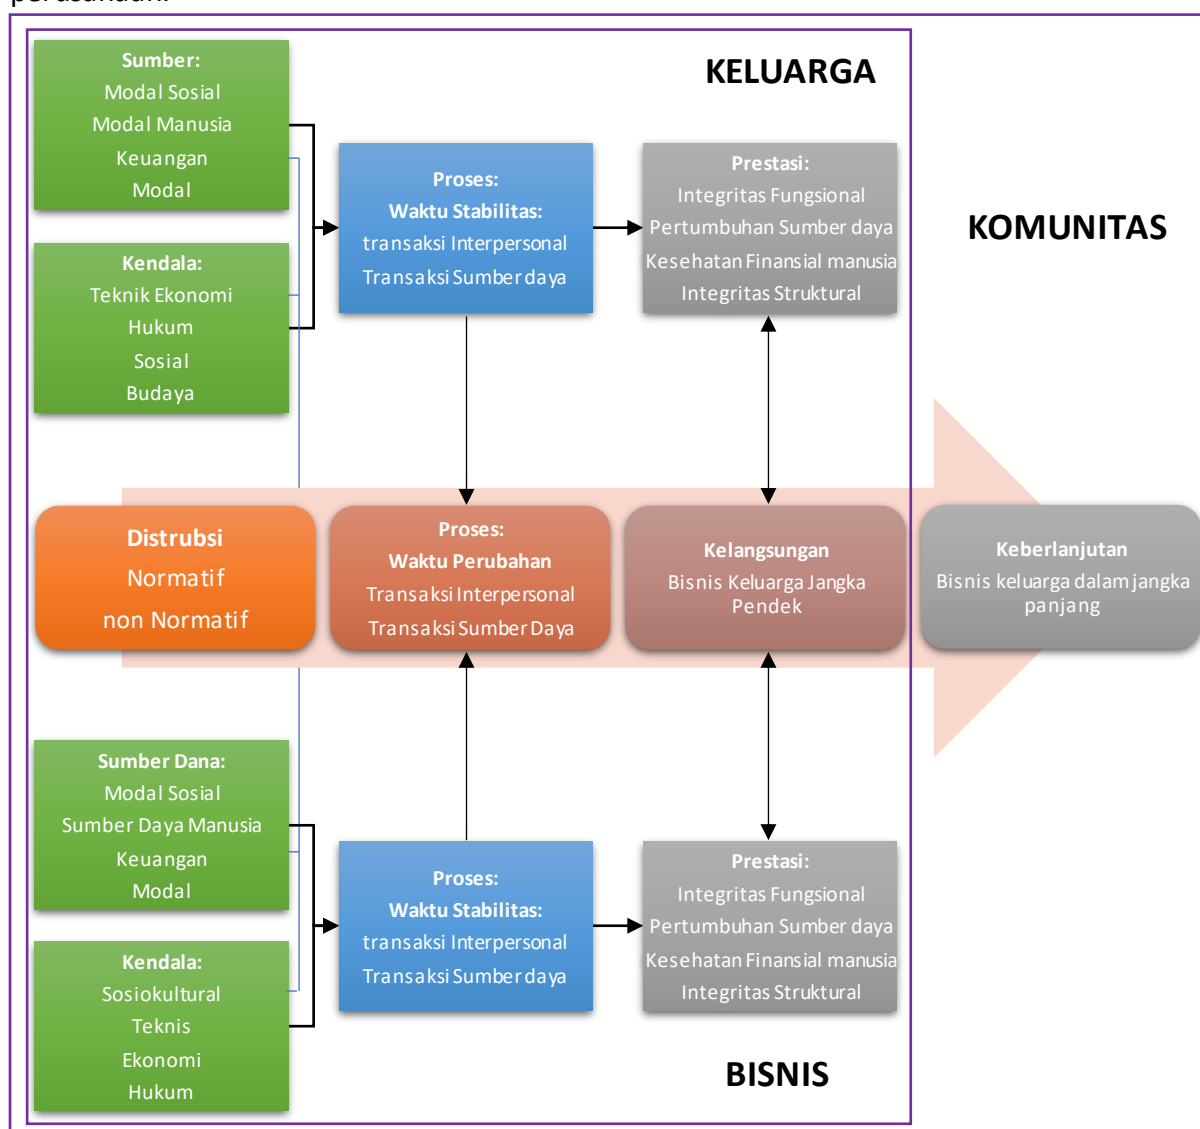 KELUARGA
Sumber:
Modal Sosial
Modal Manusia
Keuangan
Modal
Kendala:
Teknik Ekonomi
Hukum
Sosial
Budaya
Proses:
Waktu Stabilitas:
transaksi Interpersonal
Transaksi Sumber daya
Prestasi:
Integritas Fungsional
Pertumbuhan Sumber daya
Kesehatan Finansial manusia
Integritas Struktural
KOMUNITAS
Distrubsi
Normatif
non Normatif
Proses:
Waktu Perubahan
Transaksi Interpersonal
Transaksi Sumber Daya
Kelangsungan
Bisnis Keluarga Jangka
Pendek
Keberlanjutan
Bisnis keluarga dalam jangka
panjang
Sumber Dana:
Modal Sosial
Sumber Daya Manusia
Keuangan
Modal
Kendala:
Sosiokultural
Teknis
Ekonomi
Hukum
Proses:
Waktu Stabilitas:
transaksi Interpersonal
Transaksi Sumber daya
Prestasi:
Integritas Fungsional
Pertumbuhan Sumber daya
Kesehatan Finansial manusia
Integritas Struktural
BISNIS